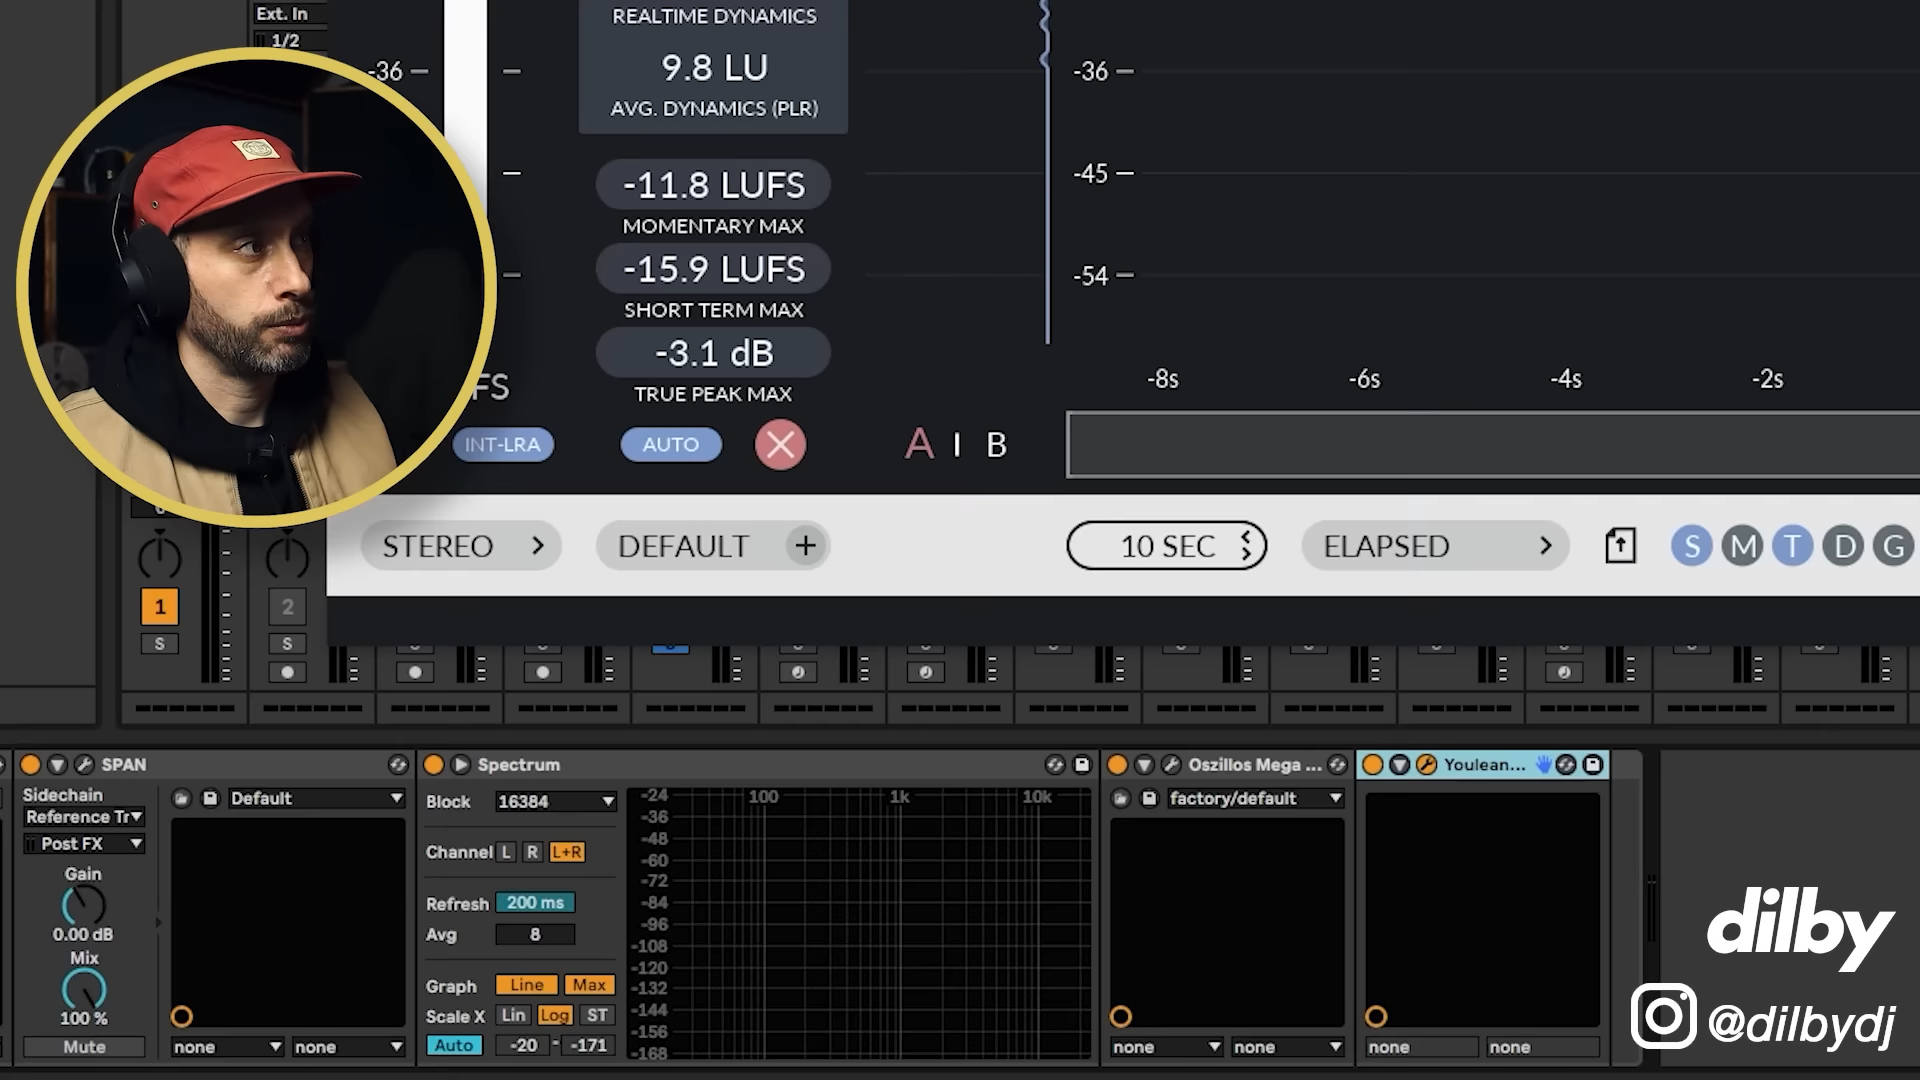 Ext. In
1/2
-36
REALTIME DYNAMICS
9.8 LU
AVG. DYNAMICS (PLR)
-11.8 LUFS
MOMENTARY MAX
-15.9 LUFS
SHORT TERM MAX
-3.1 dB
TRUE PEAK MAX
FS
INT-LRA
AUTO
A I B
-36
-45
-54
-8s -6s -4s -2s
STEREO
DEFAULT +
10 SEC
ELAPSED
S M T D G
1 2
S S
SPAN
Sidechain
Reference Tr
Post FX
Gain
0.00 dB
Mix
100 %
Mute
Default
none none
Spectrum
Block 16384
Channel L R L+R
Refresh 200 ms
Avg 8
Graph Line Max
Scale X Lin Log ST
Auto -20 - -171
100 1k 10k
-24
-36
-48
-60
-72
-84
-96
-108
-120
-132
-144
-156
-168
Oszillos Mega ...
factory/default
none none
Youlean...
none none
dilby
@dilbydj